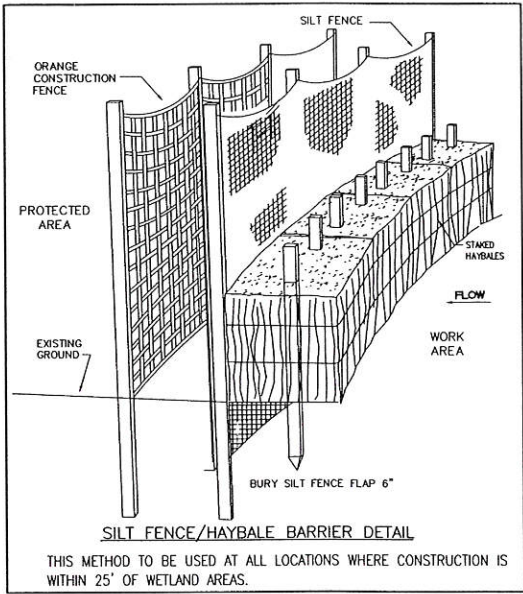 SILT FENCE
ORANGE
CONSTRUCTION
FENCE
PROTECTED
AREA
STAKED
HAYBALES
FLOW
WORK
AREA
EXISTING
GROUND
BURY SILT FENCE FLAP 6"
SILT FENCE/HAYBALE BARRIER DETAIL
THIS METHOD TO BE USED AT ALL LOCATIONS WHERE CONSTRUCTION IS
WITHIN 25' OF WETLAND AREAS.